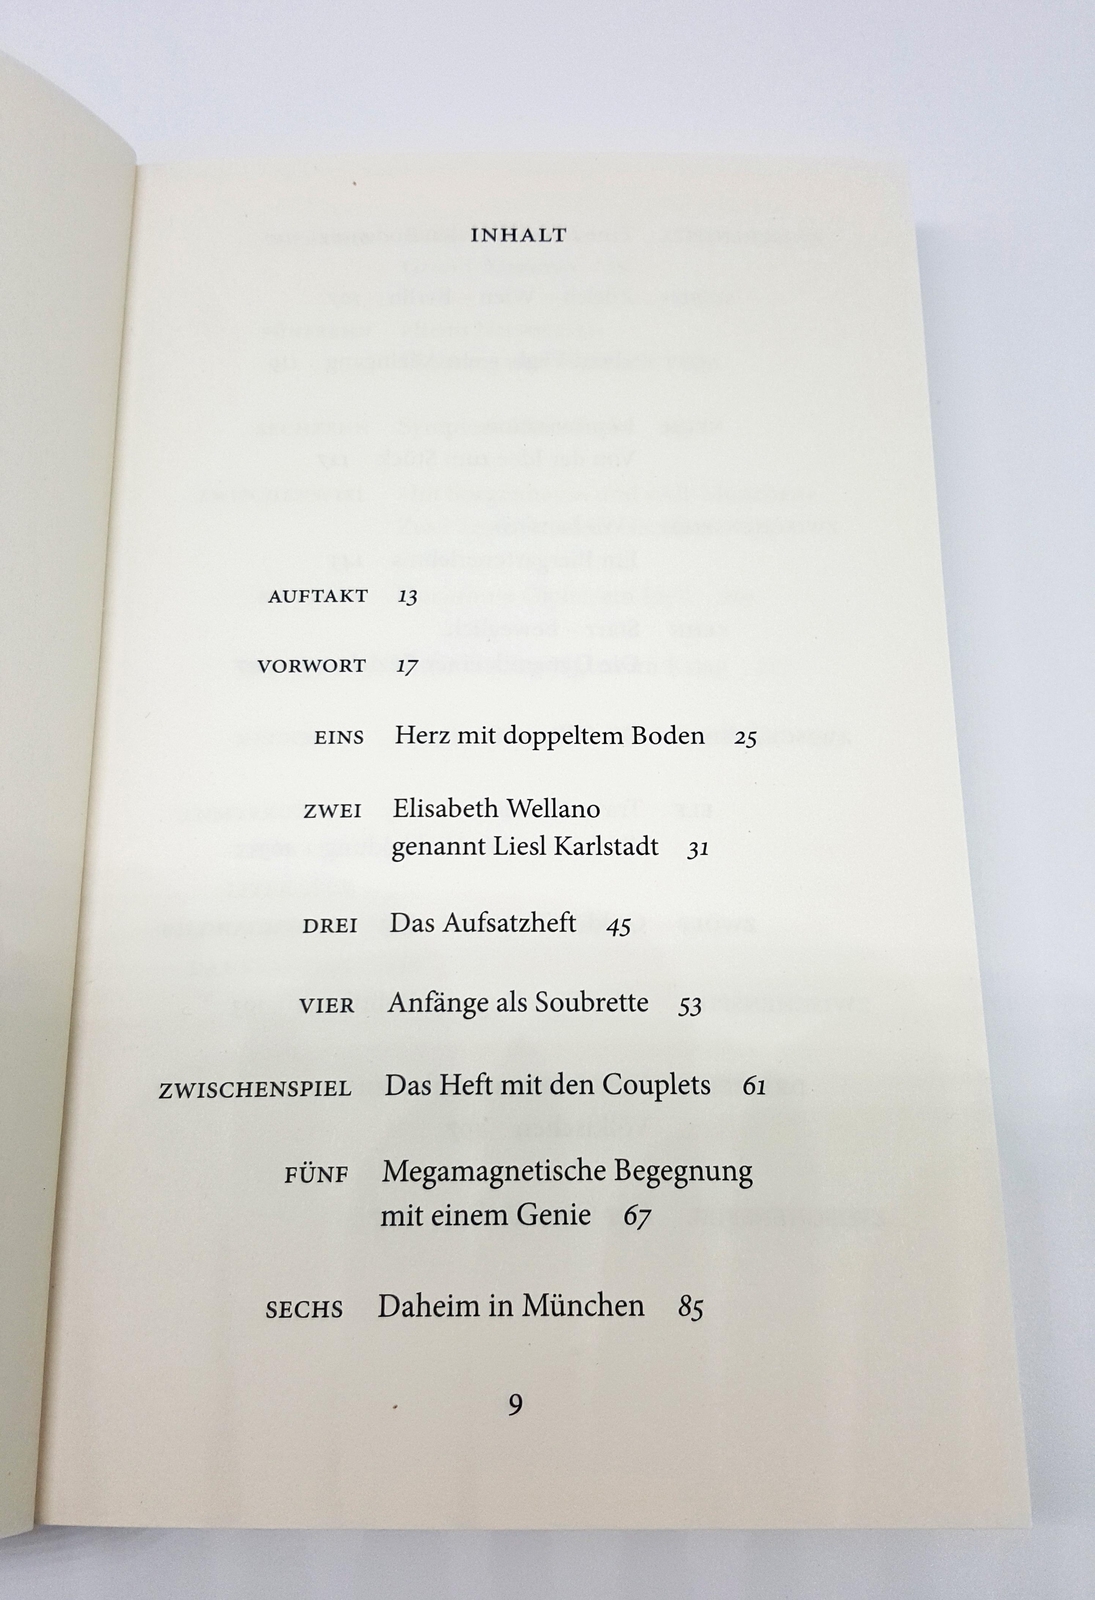 INHALT
AUFTAKT 13
VORWORT 17
EINS Herz mit doppeltem Boden 25
ZWEI Elisabeth Wellano
genannt Liesl Karlstadt 31
DREI Das Aufsatzheft 45
VIER Anfänge als Soubrette 53
ZWISCHENSPIEL Das Heft mit den Couplets 61
FÜNF Megamagnetische Begegnung
mit einem Genie 67
SECHS Daheim in München 85
9